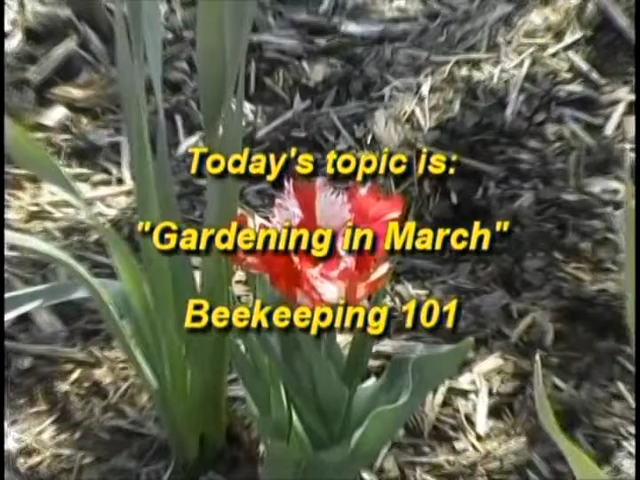 Today's topic is:
"Gardening in March"
Beekeeping 101